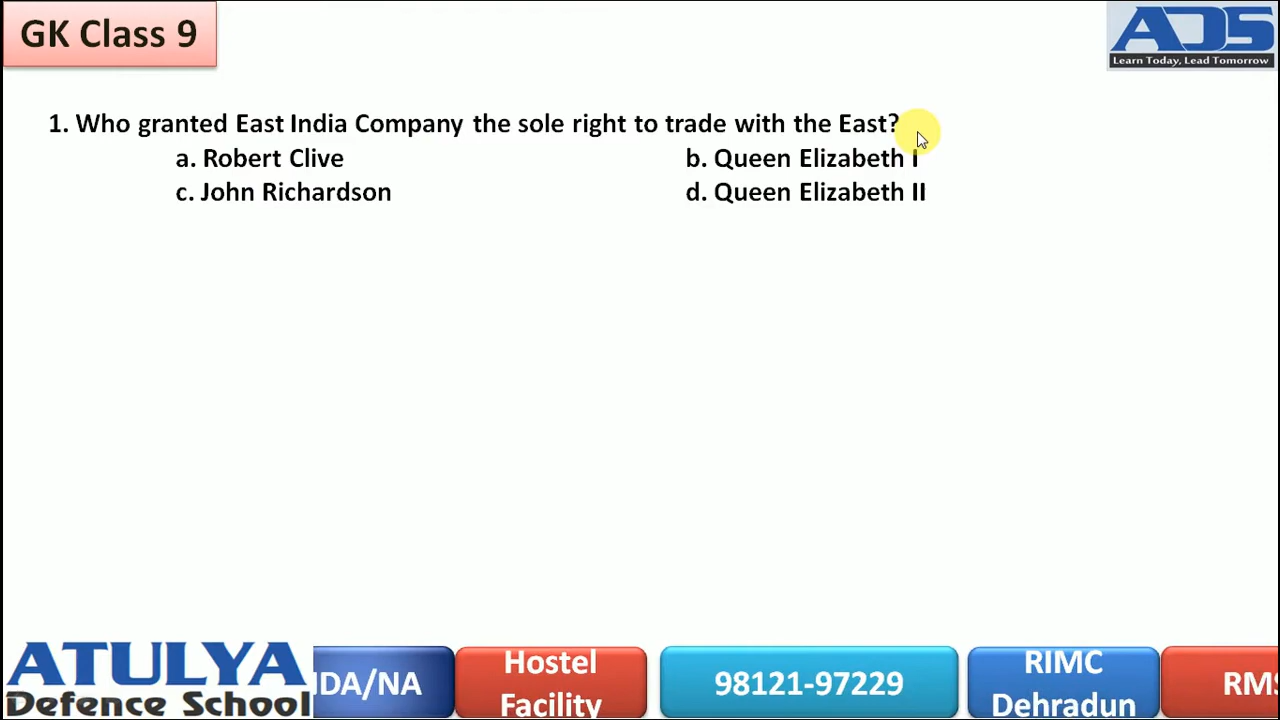 GK Class 9
ADS
Learn Today, Lead Tomorrow
1. Who granted East India Company the sole right to trade with the East?
a. Robert Clive b. Queen Elizabeth I
c. John Richardson d. Queen Elizabeth II
ATULYA
Defence School
NDA/NA
Hostel
Facility
98121-97229
RIMC
Dehradun
RMS